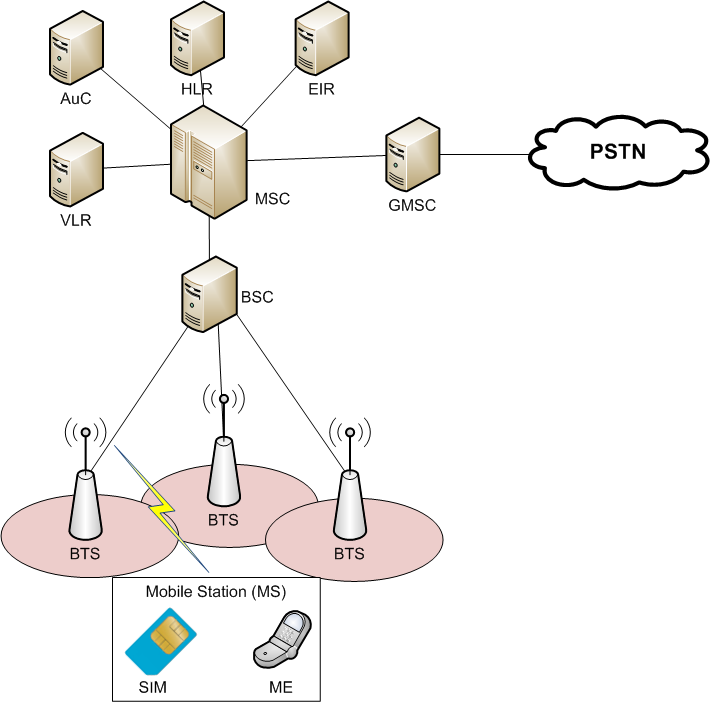 AuC
HLR
EIR
VLR
MSC
GMSC
PSTN
BSC
BTS
BTS
BTS
Mobile Station (MS)
SIM
ME